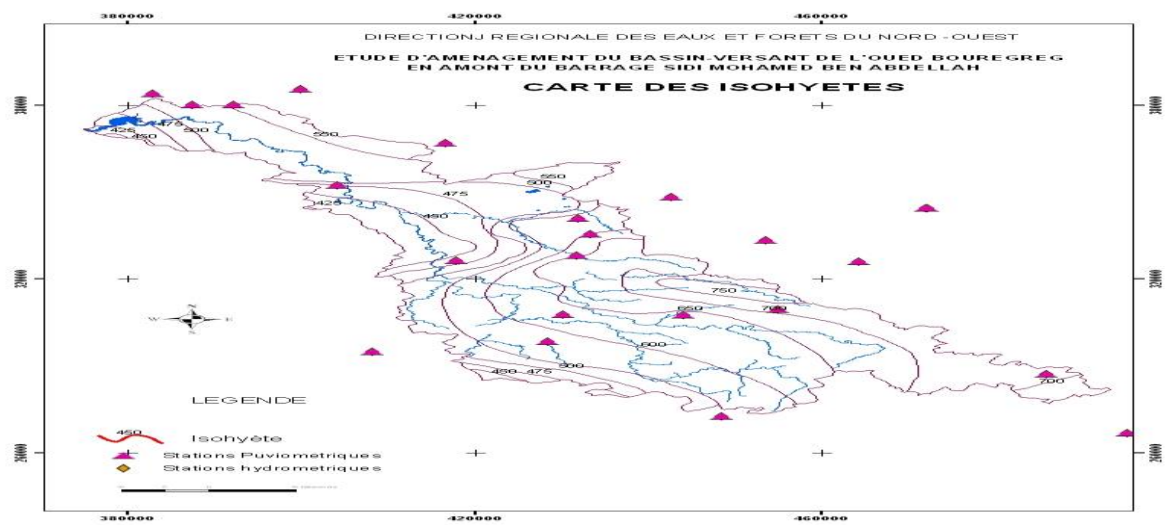 380000 420000 460000
DIRECTIONJ REGIONALE DES EAUX ET FORETS DU NORD - OUEST
ETUDE D'AMENAGEMENT DU BASSIN-VERSANT DE L'OUED BOUREGREG
EN AMONT DU BARRAGE SIDI MOHAMED BEN ABDELLAH
CARTE DES ISOHYETES
425 475 500
450
550
550
500
475
425
450
750
650 700
600
500
450 475
700
N
W E
S
LEGENDE
450
Isohyète
Stations Puviometriques
Stations hydrometriques
380000 420000 460000